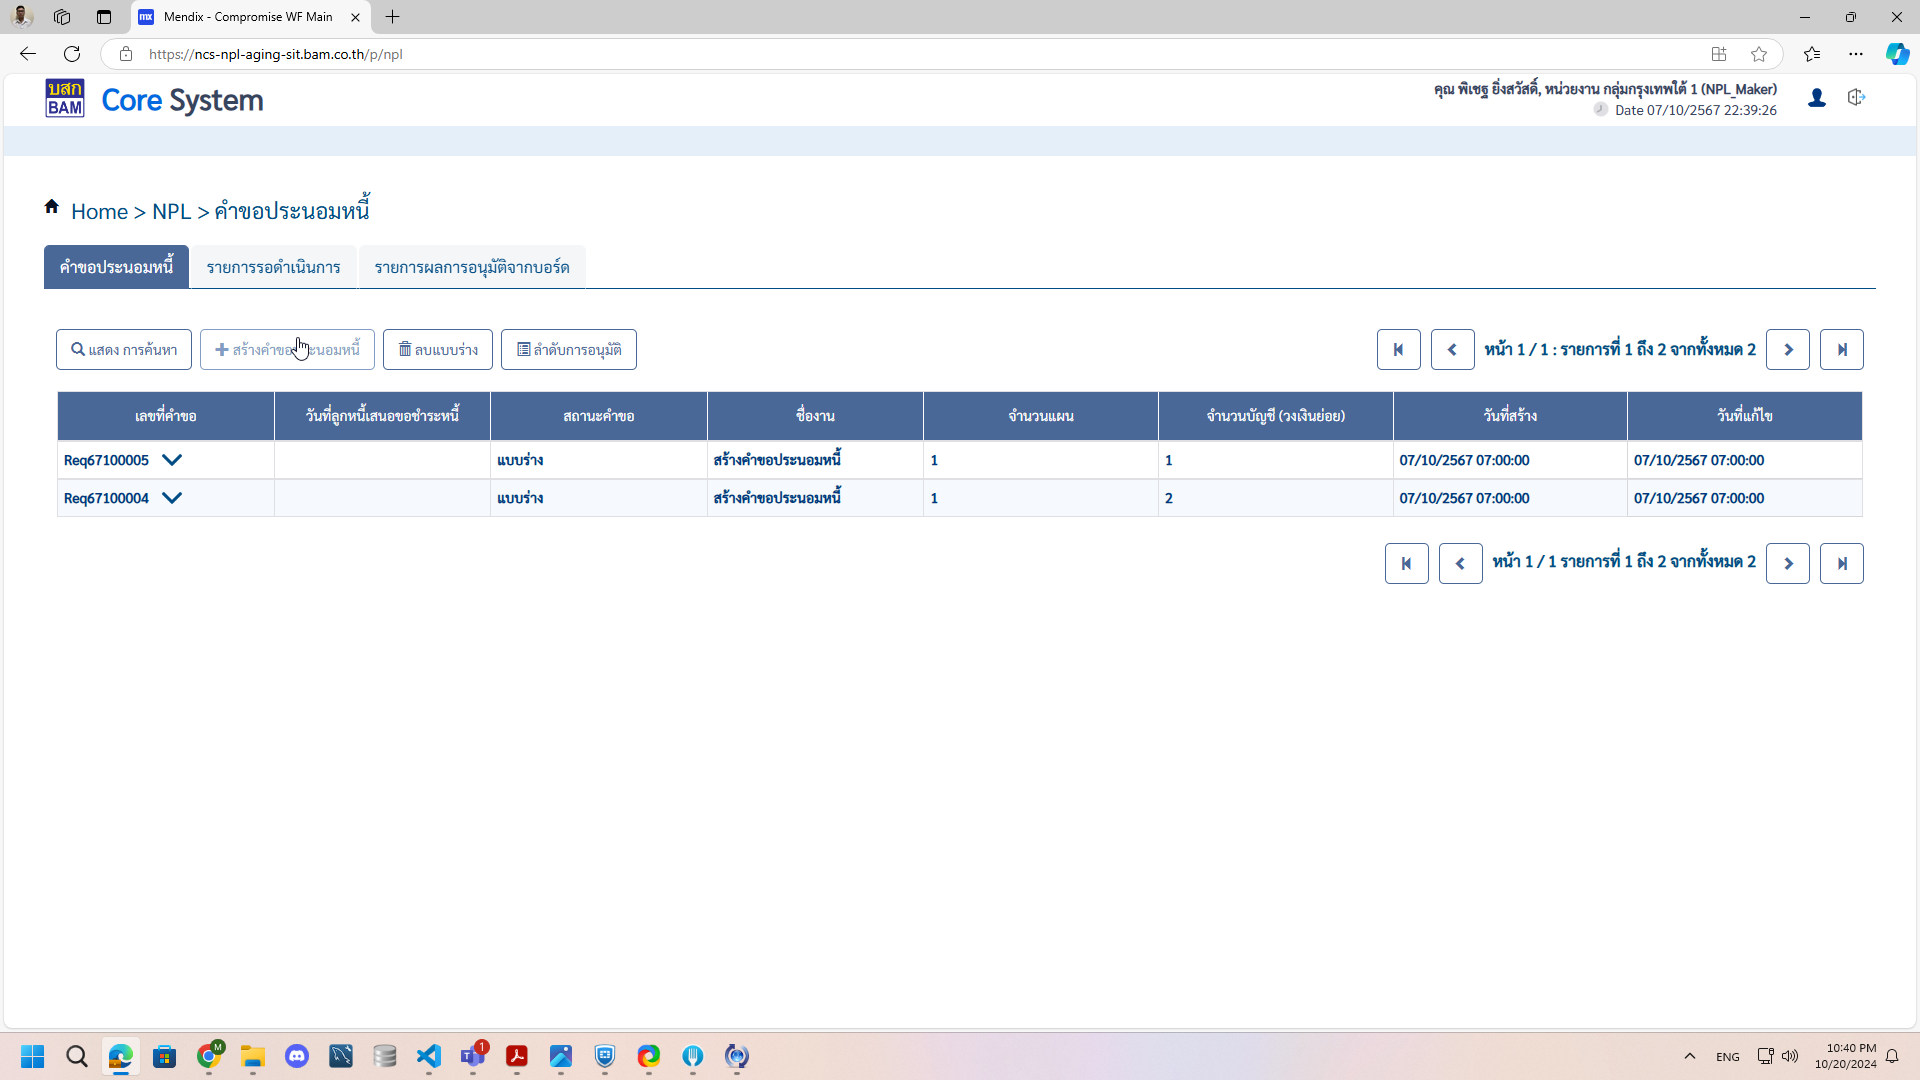 Mendix - Compromise WF Main
https://ncs-npl-aging-sit.bam.co.th/p/npl
บสก
BAM
Core System
คุณ พิเชฐ ยิ่งสวัสดิ์, หน่วยงาน กลุ่มกรุงเทพใต้ 1 (NPL_Maker)
Date 07/10/2567 22:39:26
Home > NPL > คำขอประนอมหนี้
คำขอประนอมหนี้ รายการรอดำเนินการ รายการผลการอนุมัติจากบอร์ด
แสดง การค้นหา สร้างคำขอ ะนอมหนี้ ลบแบบร่าง ลำดับการอนุมัติ หน้า 1 / 1 : รายการที่ 1 ถึง 2 จากทั้งหมด 2
เลขที่คำขอ วันที่ลูกหนี้เสนอขอชำระหนี้ สถานะคำขอ ชื่องาน จำนวนแผน จำนวนบัญชี (วงเงินย่อย) วันที่สร้าง วันที่แก้ไข
Req67100005 แบบร่าง สร้างคำขอประนอมหนี้ 1 1 07/10/2567 07:00:00 07/10/2567 07:00:00
Req67100004 แบบร่าง สร้างคำขอประนอมหนี้ 1 2 07/10/2567 07:00:00 07/10/2567 07:00:00
หน้า 1 / 1 รายการที่ 1 ถึง 2 จากทั้งหมด 2
M
1
ENG
10:40 PM
10/20/2024